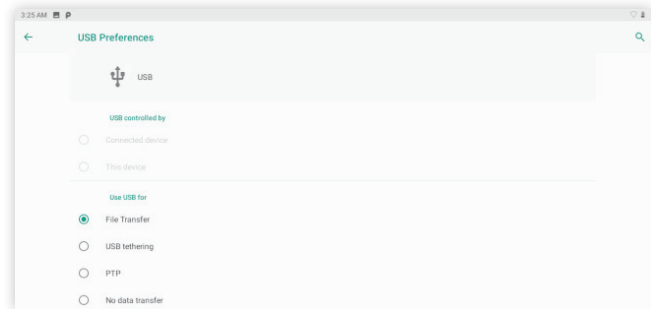 3:25 AM
USB Preferences
USB
USB controlled by
Connected device
This device
Use USB for
File Transfer
USB tethering
PTP
No data transfer